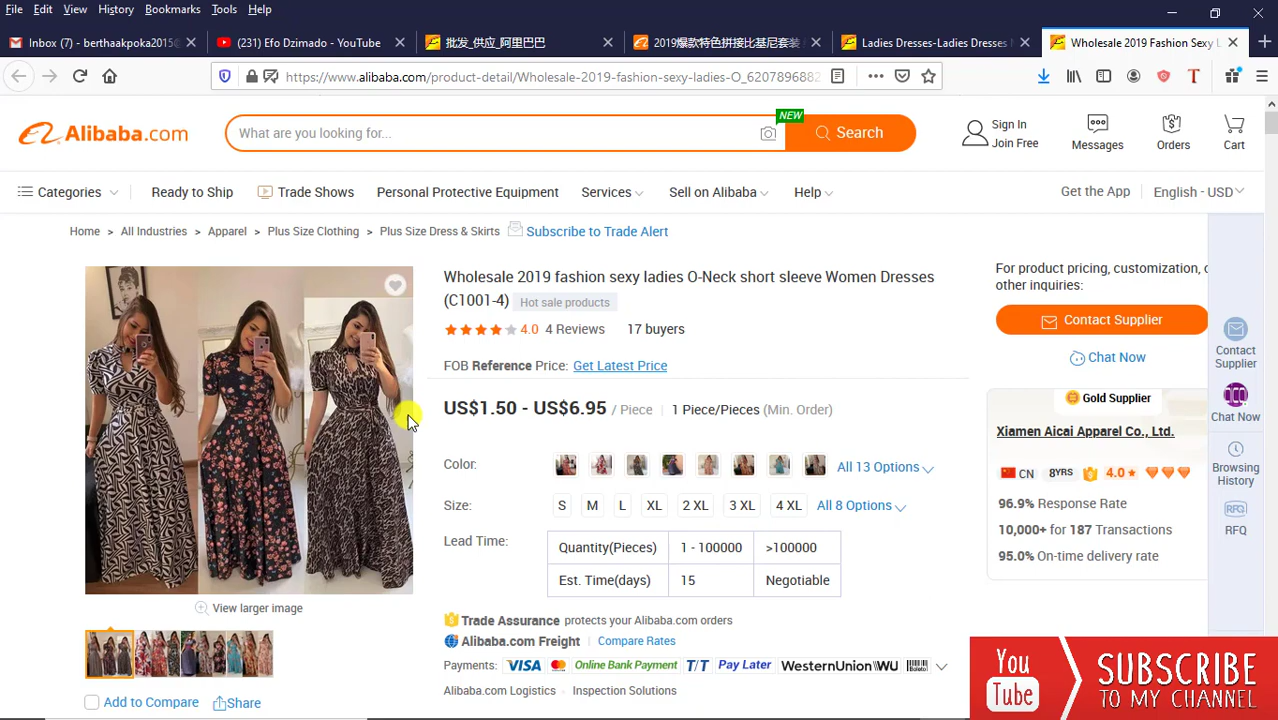 File Edit View History Bookmarks Tools Help
Inbox (7) - berthaakpoka2015@
(231) Efo Dzimado - YouTube
批发_供应_阿里巴巴
2019爆款特色拼接比基尼套装
Ladies Dresses-Ladies Dresses
Wholesale 2019 Fashion Sexy L
https://www.alibaba.com/product-detail/Wholesale-2019-fashion-sexy-ladies-O_6207896882
Alibaba.com
What are you looking for...
NEW
Search
Sign In
Join Free
Messages
Orders
Cart
Categories
Ready to Ship
Trade Shows
Personal Protective Equipment
Services
Sell on Alibaba
Help
Get the App
English - USD
Home > All Industries > Apparel > Plus Size Clothing > Plus Size Dress & Skirts
Subscribe to Trade Alert
Wholesale 2019 fashion sexy ladies O-Neck short sleeve Women Dresses
(C1001-4) Hot sale products
4.0 4 Reviews 17 buyers
FOB Reference Price: Get Latest Price
US$1.50 - US$6.95 / Piece | 1 Piece/Pieces (Min. Order)
Color:
All 13 Options
Size: S M L XL 2 XL 3 XL 4 XL All 8 Options
Lead Time:
Quantity(Pieces) 1 - 100000 >100000
Est. Time(days) 15 Negotiable
Trade Assurance protects your Alibaba.com orders
Alibaba.com Freight Compare Rates
Payments: VISA Online Bank Payment T/T Pay Later WesternUnion WU Boleto
Alibaba.com Logistics Inspection Solutions
View larger image
Add to Compare Share
For product pricing, customization,
other inquiries:
Contact Supplier
Chat Now
Gold Supplier
Xiamen Aicai Apparel Co., Ltd.
CN 8YRS 4.0
96.9% Response Rate
10,000+ for 187 Transactions
95.0% On-time delivery rate
Contact
Supplier
Chat Now
Browsing
History
RFQ
RFQ
You
Tube
SUBSCRIBE
TO MY CHANNEL